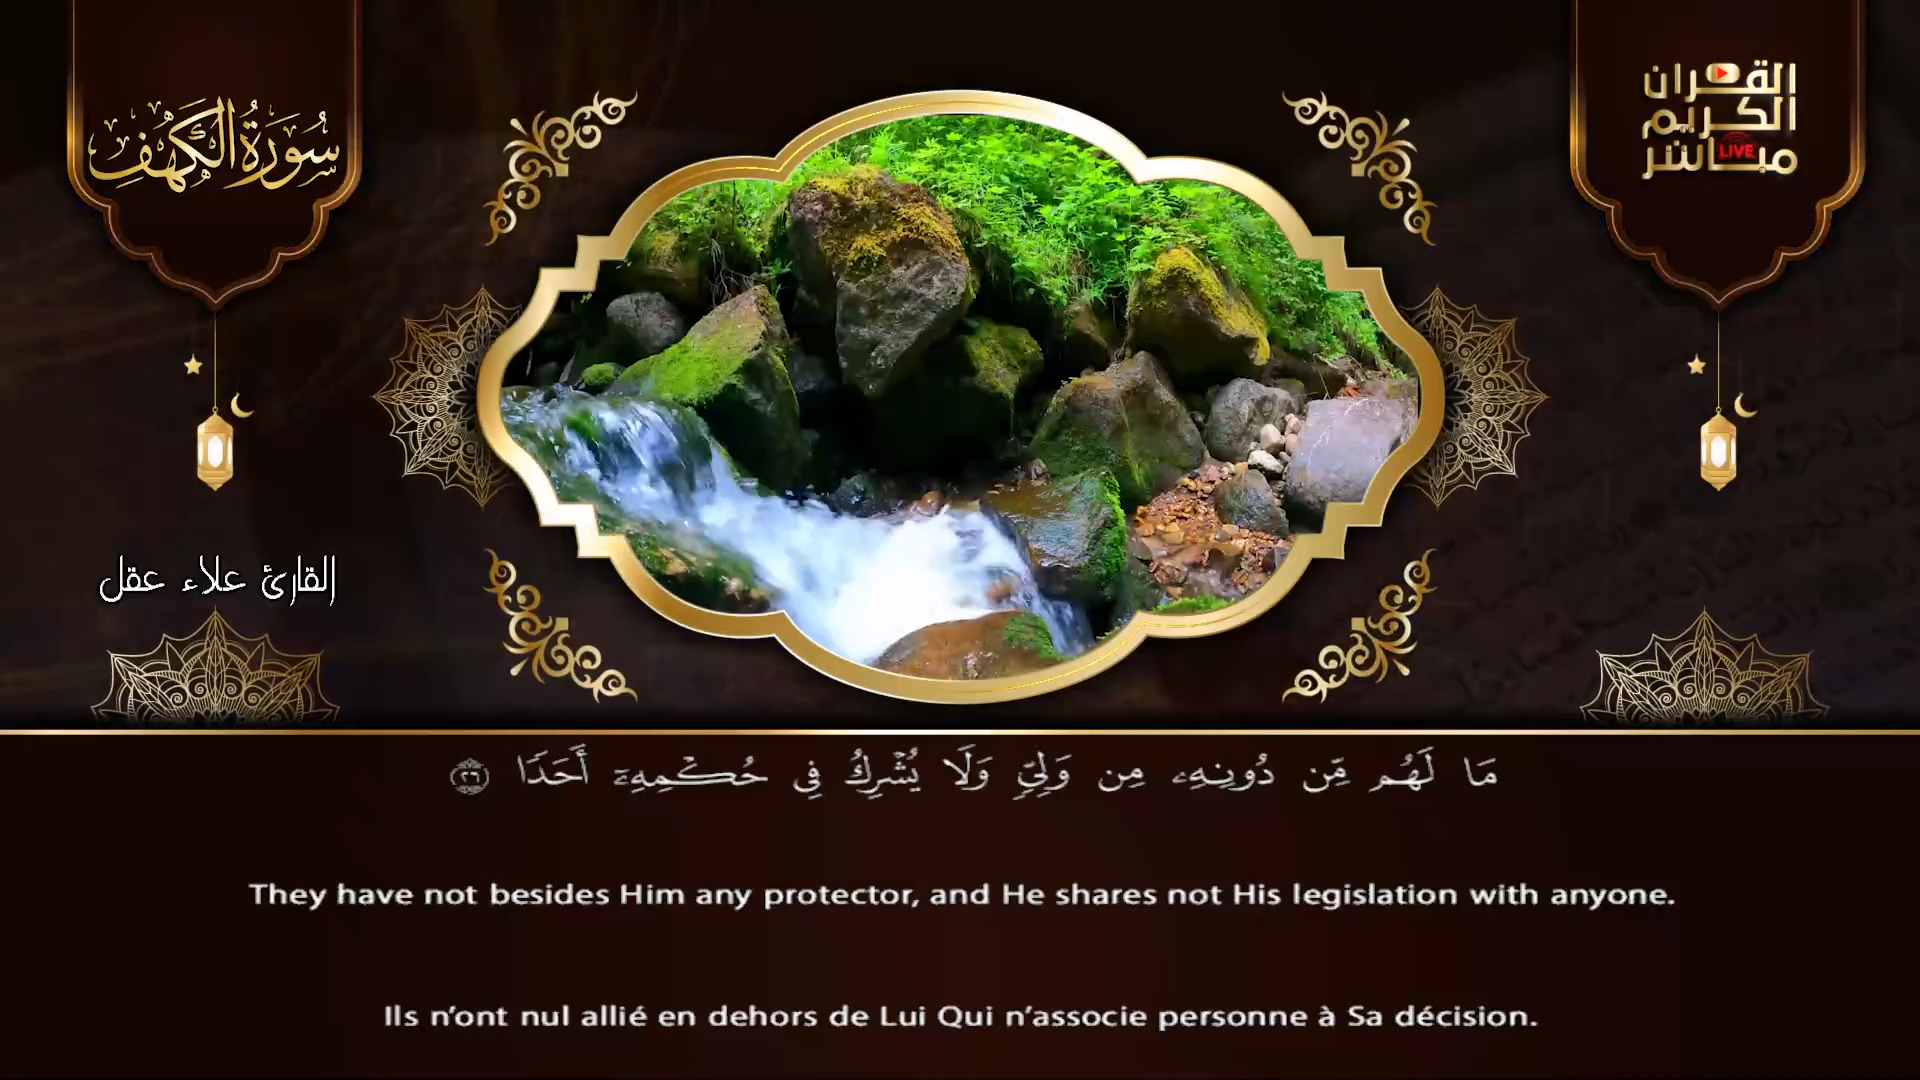 سُورَةُ الكَهْفِ
القرآن
الكريم
مباشر
LIVE
القارئ علاء عقل
مَا لَهُم مِّن دُونِهِۦ مِن وَلِيٍّ وَلَا يُشْرِكُ فِي حُكْمِهِۦٓ أَحَدًا ٢٦
They have not besides Him any protector, and He shares not His legislation with anyone.
Ils n’ont nul allié en dehors de Lui Qui n’associe personne à Sa décision.